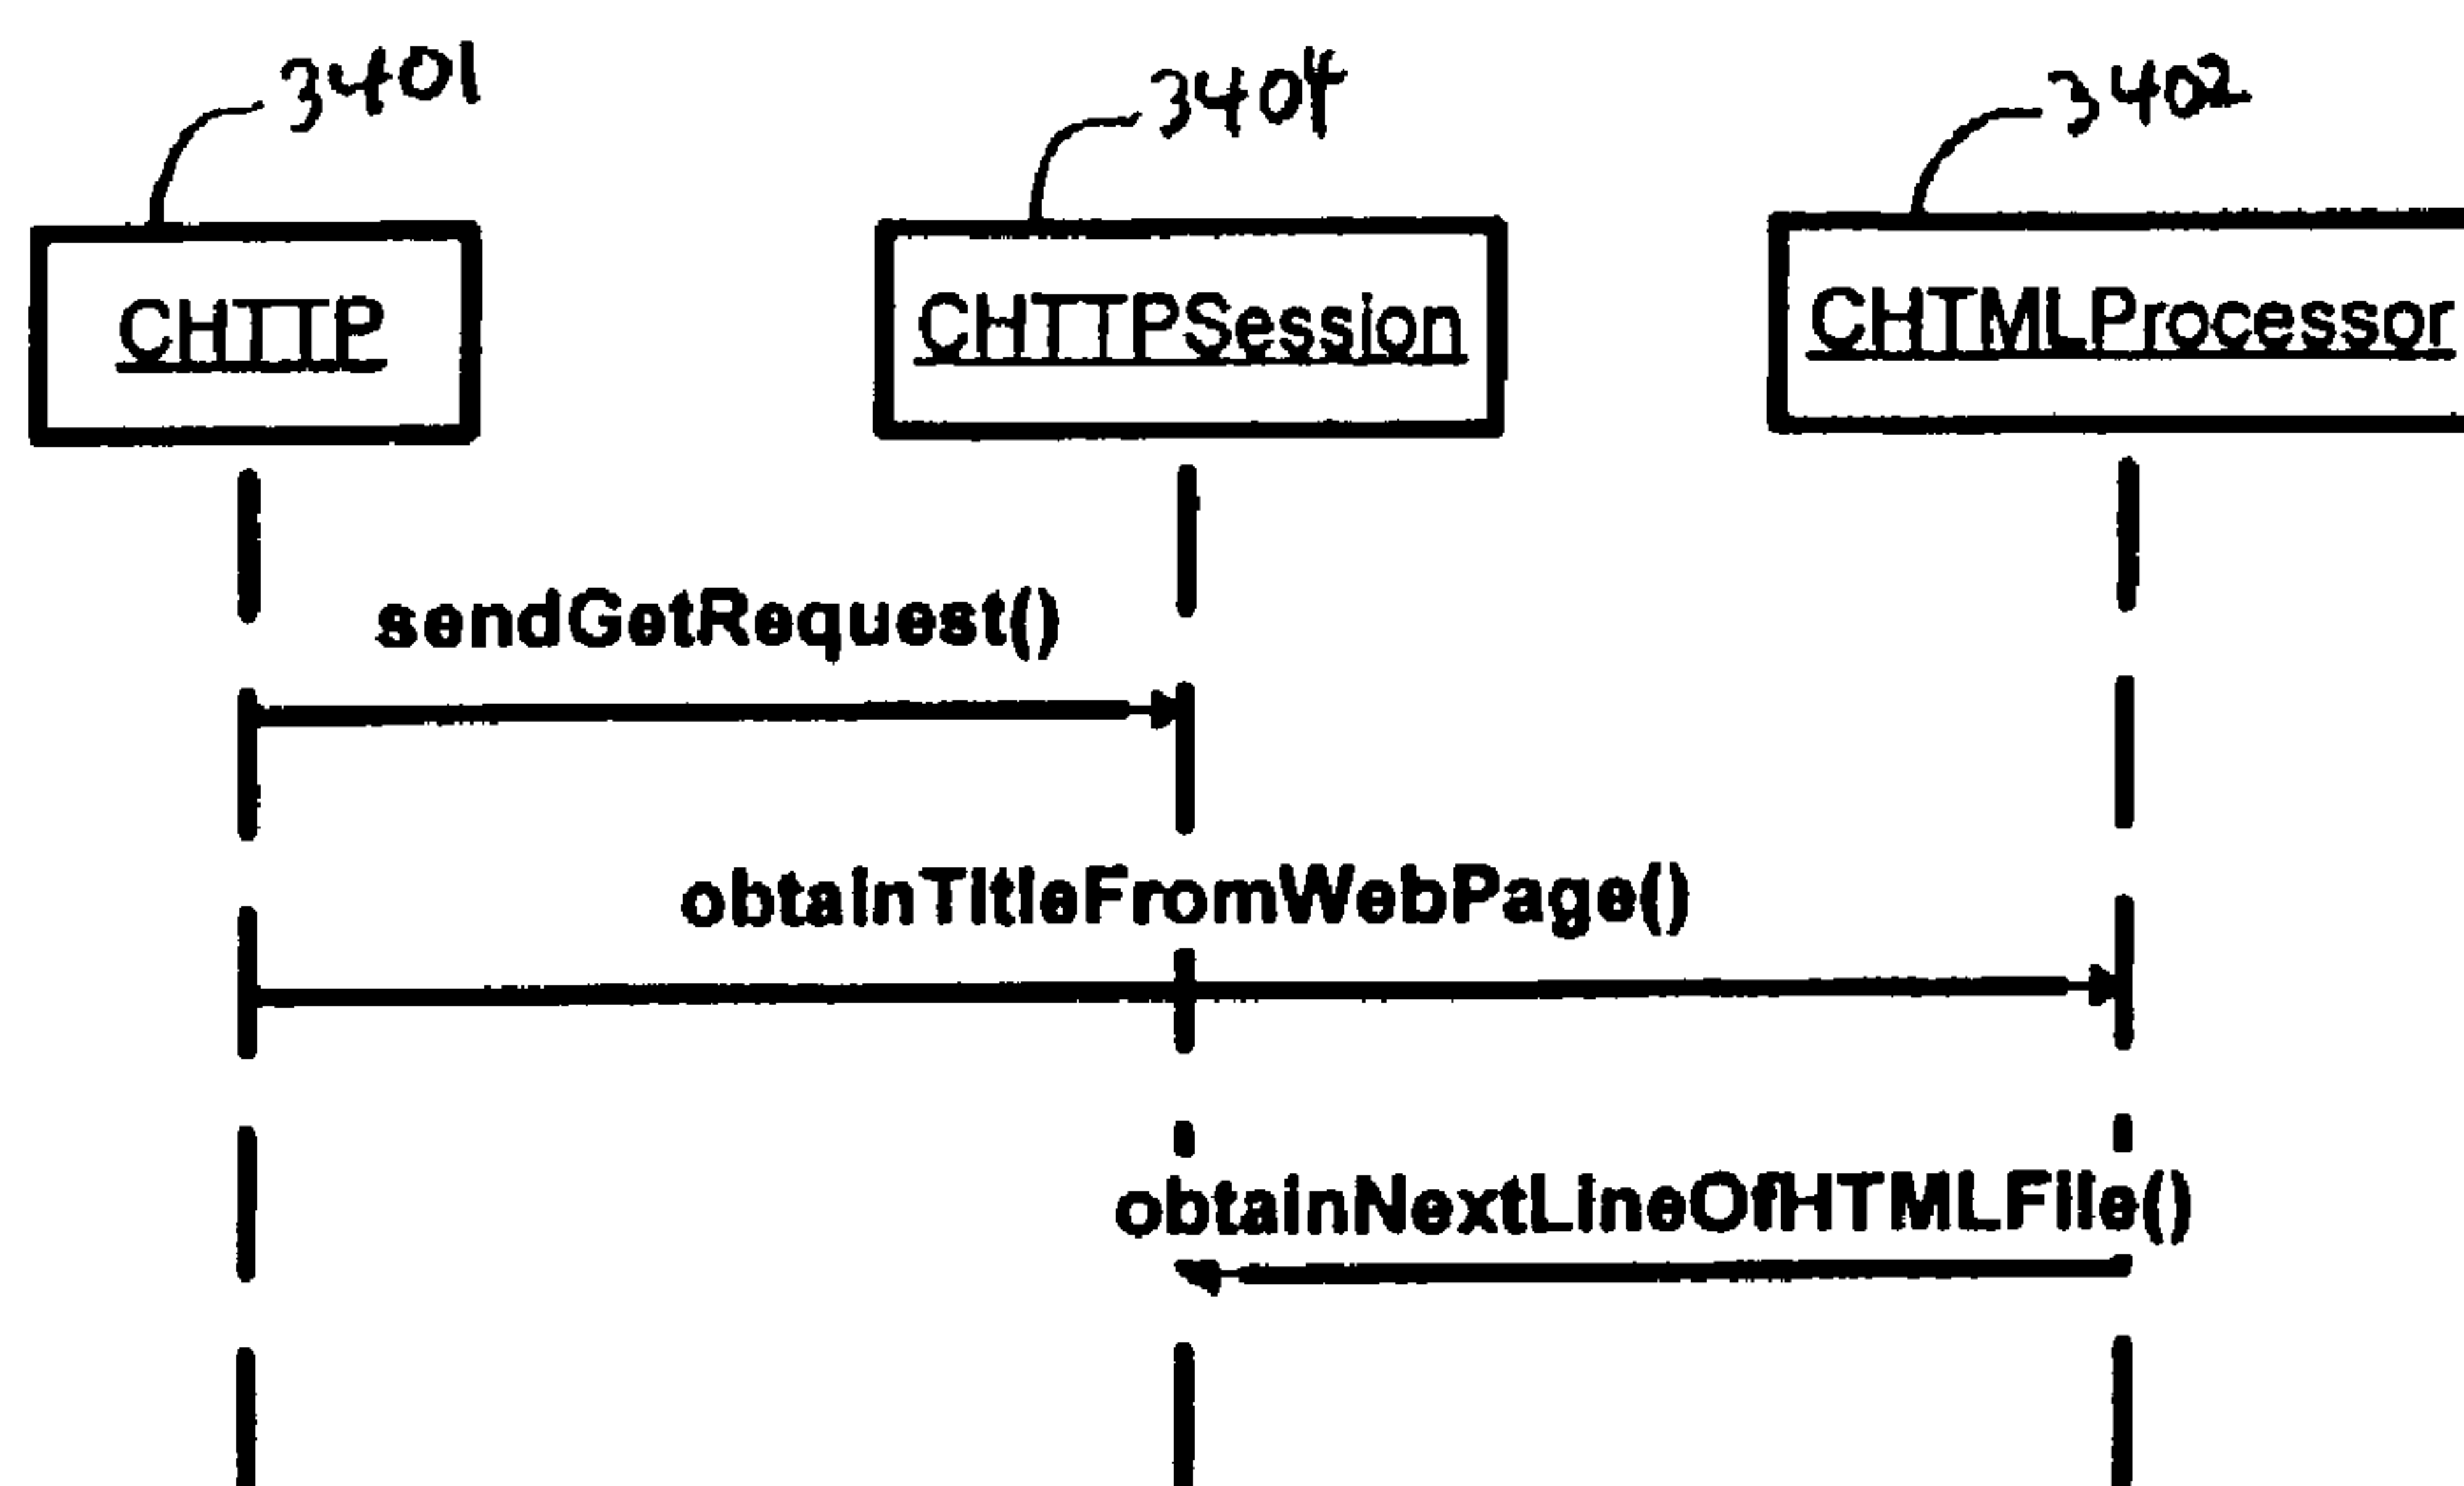 3401 3404 3402
CHTTP CHTTPSession CHTMLProcessor
sendGetRequest()
obtainTitleFromWebPage()
obtainNextLineOfHTMLFile()